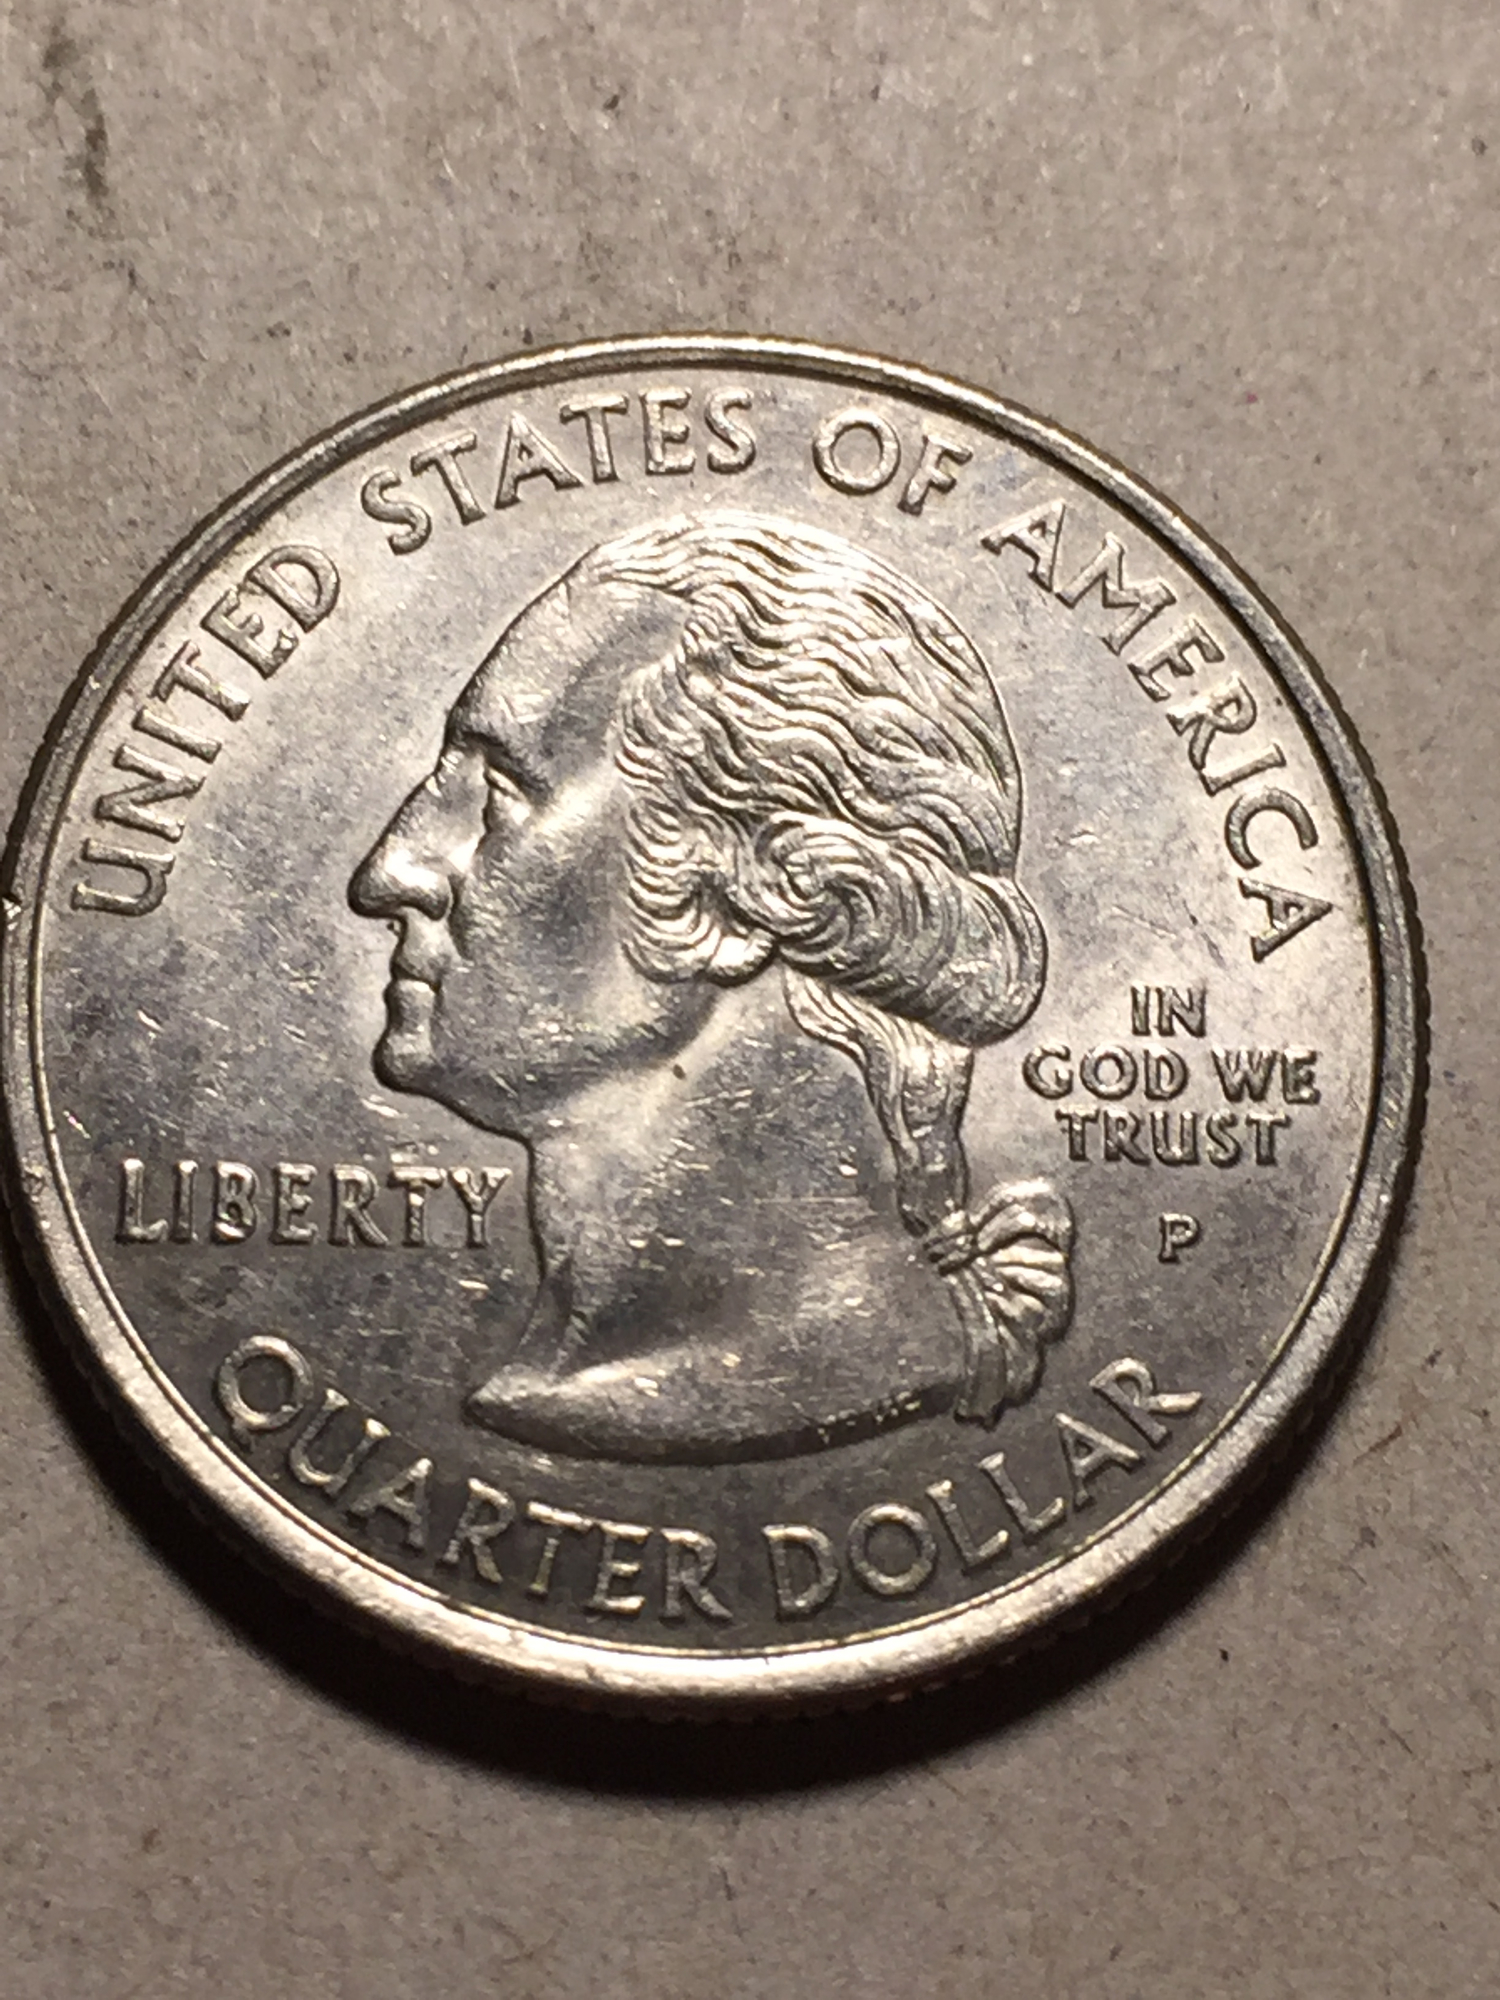 UNITED STATES OF AMERICA
IN
GOD WE
TRUST
LIBERTY
P
QUARTER DOLLAR